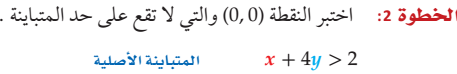 الخطوة 2: اختبر النقطة (0, 0) والتي لا تقع على حد المتباينة .
x + 4y > 2 المتباينة الأصلية